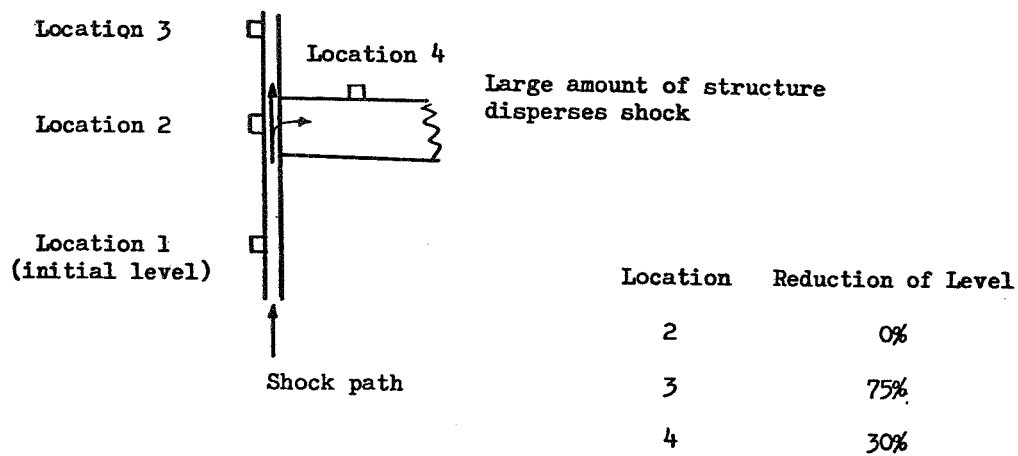 Location 3
Location 4
Large amount of structure
disperses shock
Location 2
Location 1
(initial level)
Location Reduction of Level
2 0%
3 75%
4 30%
Shock path